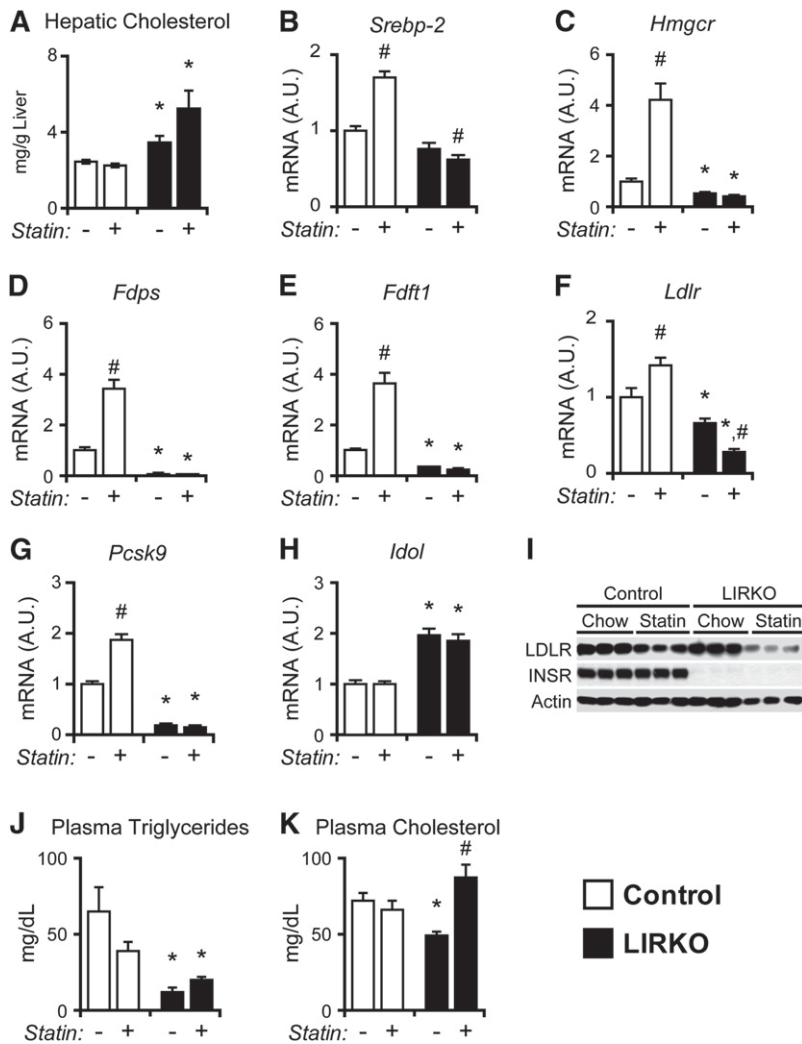 A Hepatic Cholesterol
mg/g Liver
8
4
0
*
*
Statin: - + - +
B Srebp-2
mRNA (A.U.)
2
1
0
#
#
Statin: - + - +
C Hmgcr
mRNA (A.U.)
6
4
2
0
#
*
*
Statin: - + - +
D Fdps
mRNA (A.U.)
6
4
2
0
#
*
*
Statin: - + - +
E Fdft1
mRNA (A.U.)
6
4
2
0
#
*
*
Statin: - + - +
F Ldlr
mRNA (A.U.)
2
1
0
#
*
*,#
Statin: - + - +
G Pcsk9
mRNA (A.U.)
3
2
1
0
#
*
*
Statin: - + - +
H Idol
mRNA (A.U.)
3
2
1
0
*
*
Statin: - + - +
I
Control LIRKO
Chow Statin Chow Statin
LDLR
INSR
Actin
J Plasma Triglycerides
mg/dL
100
50
0
*
*
Statin: - + - +
K Plasma Cholesterol
mg/dL
100
50
0
*
#
Statin: - + - +
Control
LIRKO